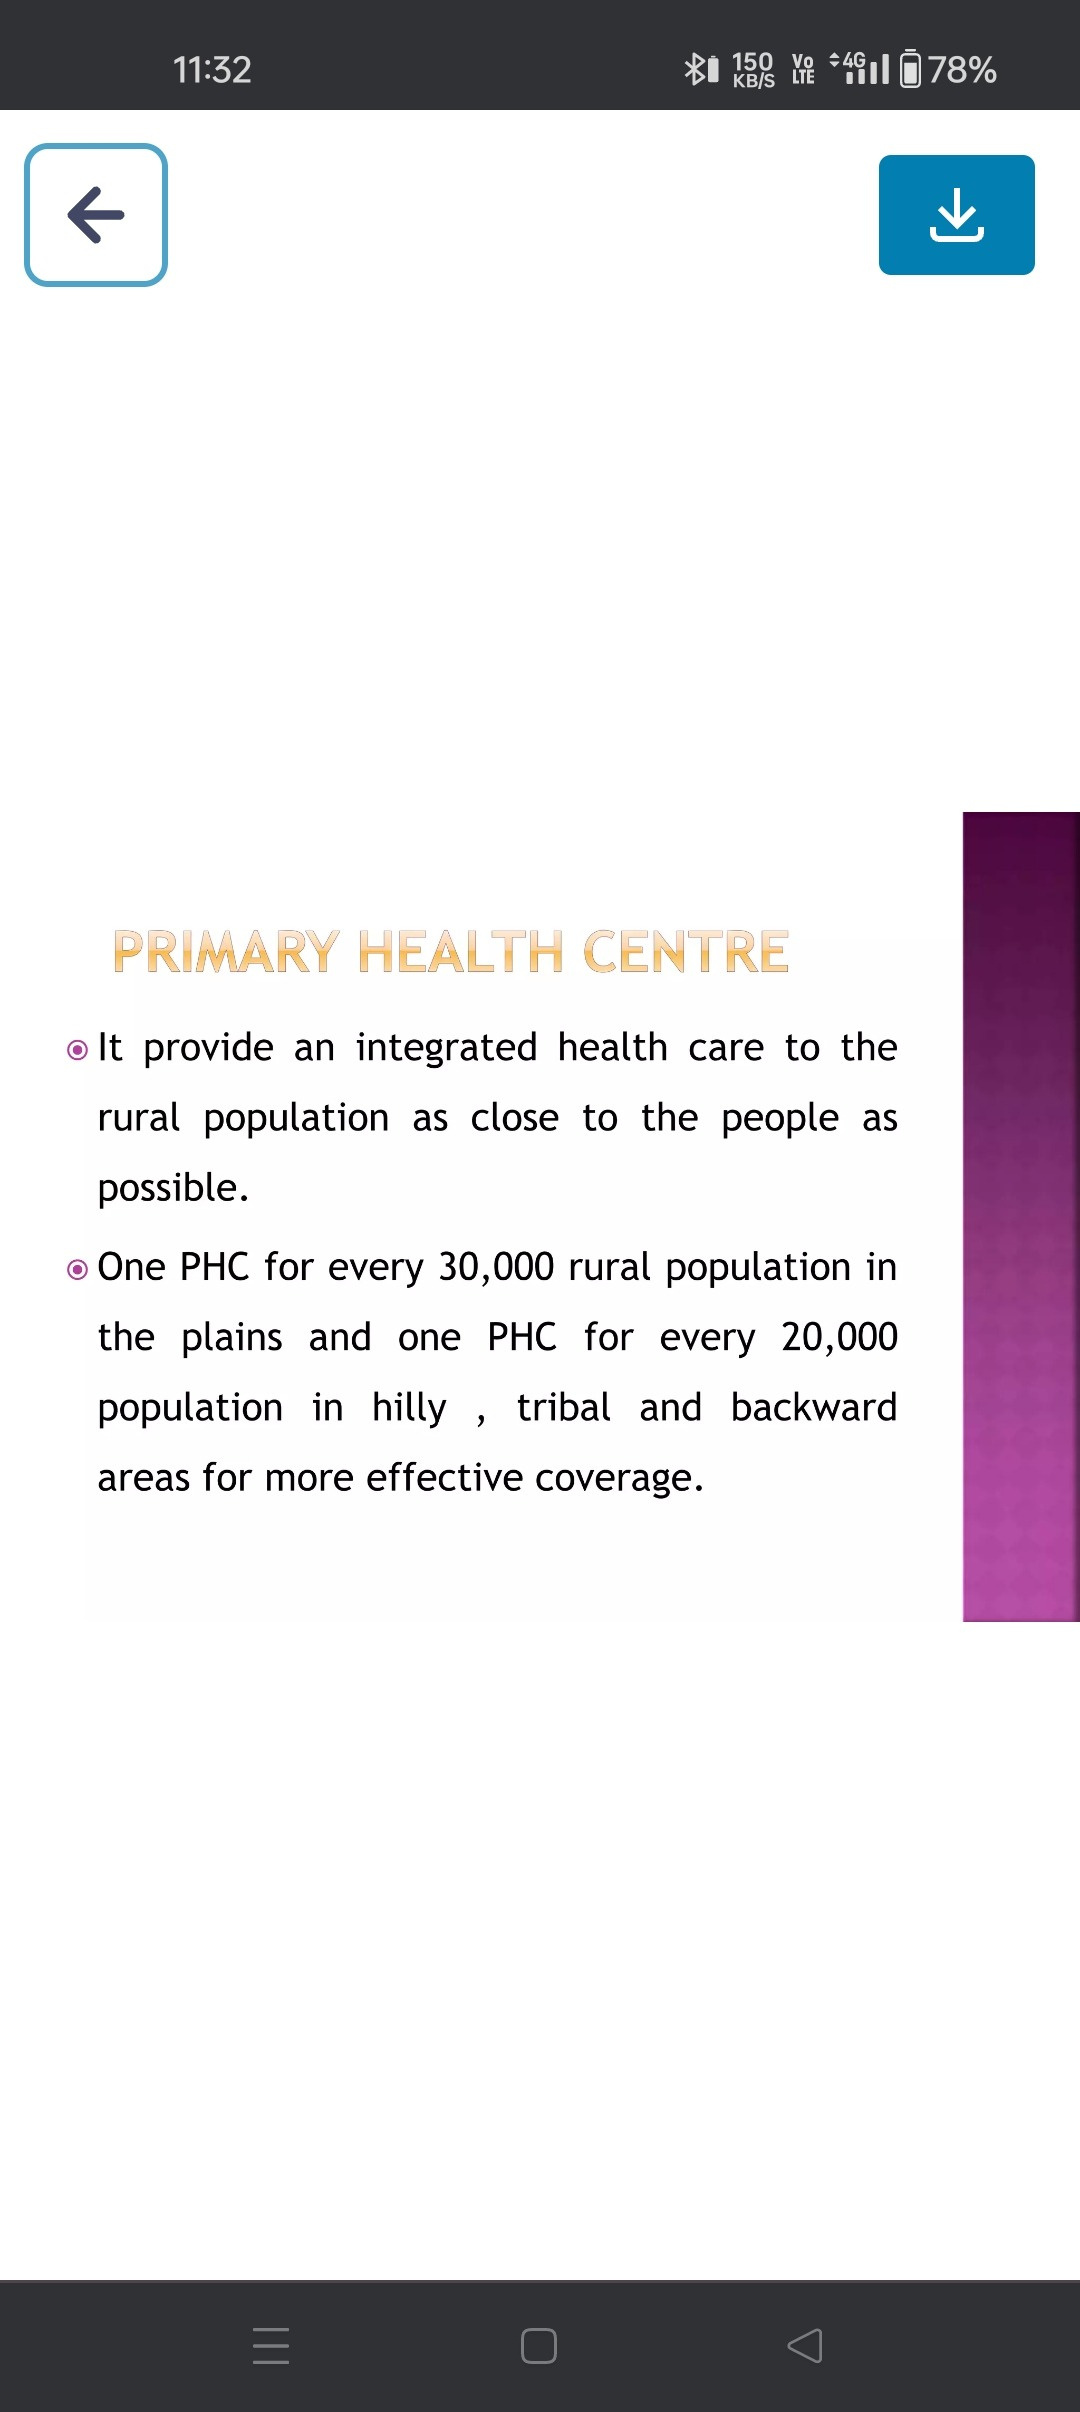 11:32
150
KB/S
Vo
LTE
4G
78%
PRIMARY HEALTH CENTRE
It provide an integrated health care to the
rural population as close to the people as
possible.
One PHC for every 30,000 rural population in
the plains and one PHC for every 20,000
population in hilly , tribal and backward
areas for more effective coverage.